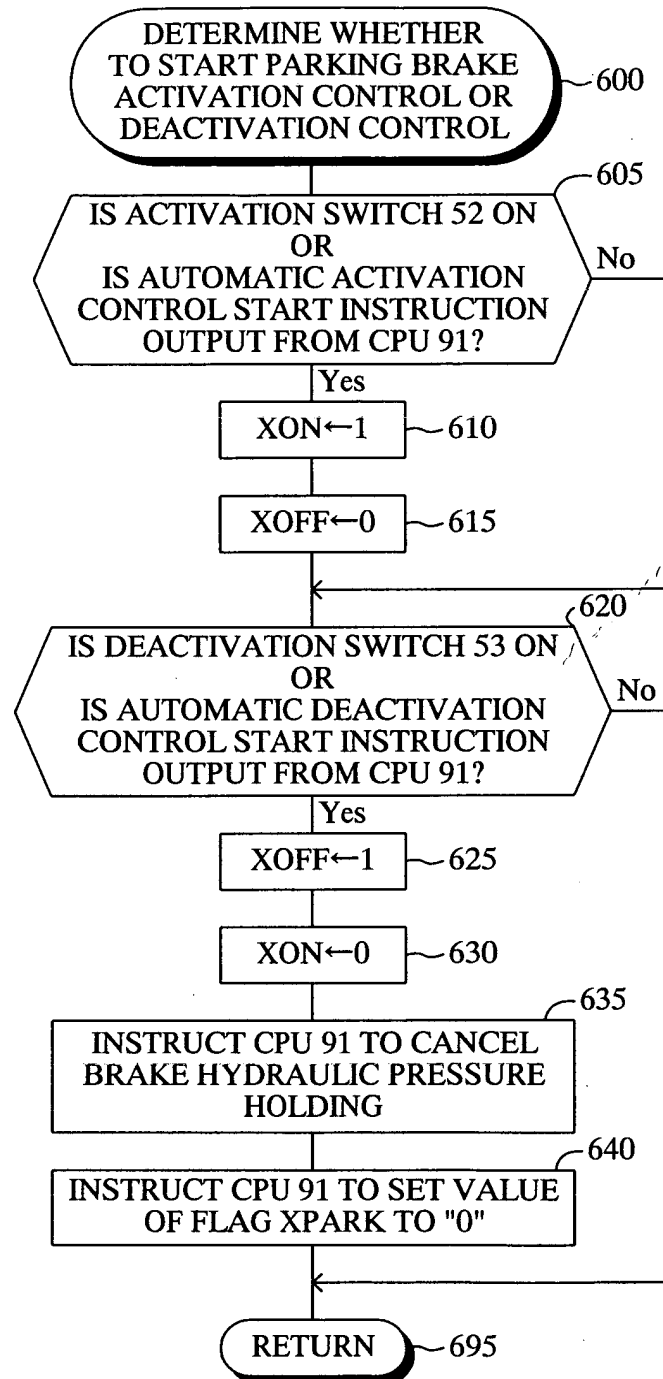 DETERMINE WHETHER
TO START PARKING BRAKE
ACTIVATION CONTROL OR
DEACTIVATION CONTROL
600
605
IS ACTIVATION SWITCH 52 ON
OR
IS AUTOMATIC ACTIVATION
CONTROL START INSTRUCTION
OUTPUT FROM CPU 91?
No
Yes
XON←1
610
XOFF←0
615
620
IS DEACTIVATION SWITCH 53 ON
OR
IS AUTOMATIC DEACTIVATION
CONTROL START INSTRUCTION
OUTPUT FROM CPU 91?
No
Yes
XOFF←1
625
XON←0
630
635
INSTRUCT CPU 91 TO CANCEL
BRAKE HYDRAULIC PRESSURE
HOLDING
640
INSTRUCT CPU 91 TO SET VALUE
OF FLAG XPARK TO "0"
RETURN
695